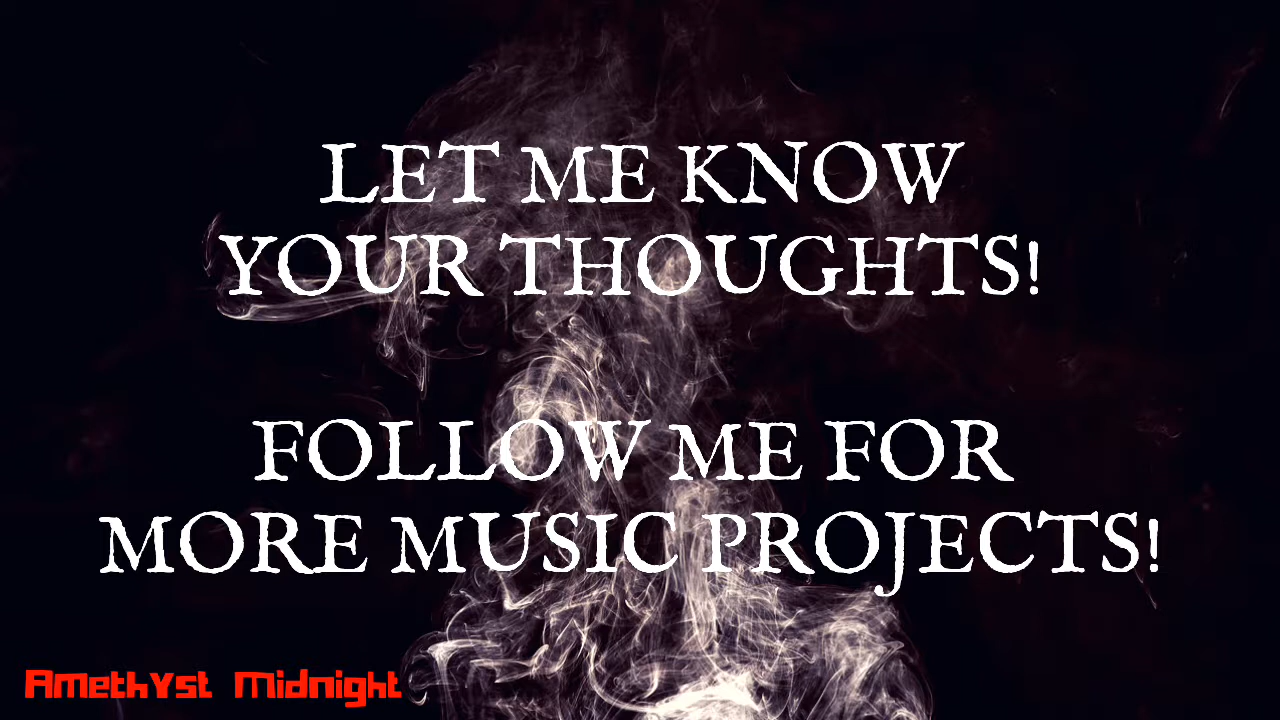 LET ME KNOW
YOUR THOUGHTS!
FOLLOW ME FOR
MORE MUSIC PROJECTS!
AmethYst Midnight